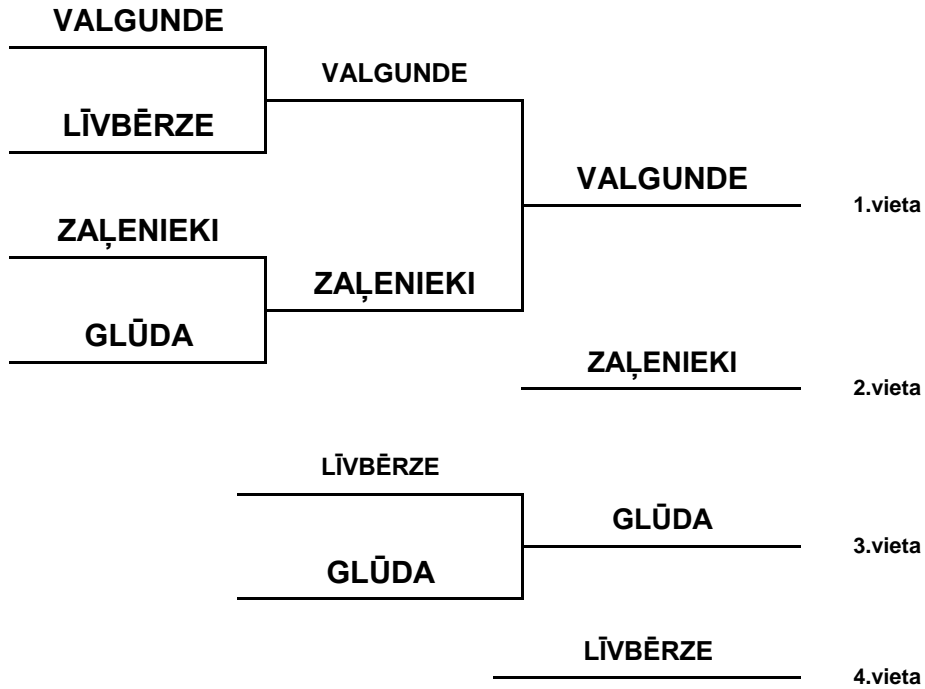 VALGUNDE
VALGUNDE
LĪVBĒRZE
VALGUNDE
1.vieta
ZAĻENIEKI
ZAĻENIEKI
GLŪDA
ZAĻENIEKI
2.vieta
LĪVBĒRZE
GLŪDA
3.vieta
GLŪDA
LĪVBĒRZE
4.vieta